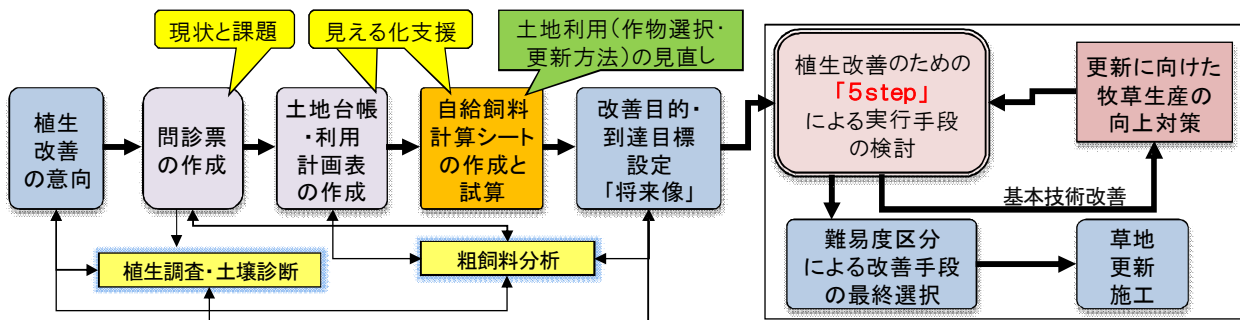 現状と課題
見える化支援
土地利用(作物選択・
更新方法)の見直し
植生
改善
の意向
問診票
の作成
土地台帳
・利用
計画表
の作成
自給飼料
計算シート
の作成と
試算
改善目的・
到達目標
設定
「将来像」
植生改善のための
「5step」
による実行手段
の検討
更新に向けた
牧草生産の
向上対策
基本技術改善
植生調査・土壌診断
粗飼料分析
難易度区分
による改善手段
の最終選択
草地
更新
施工